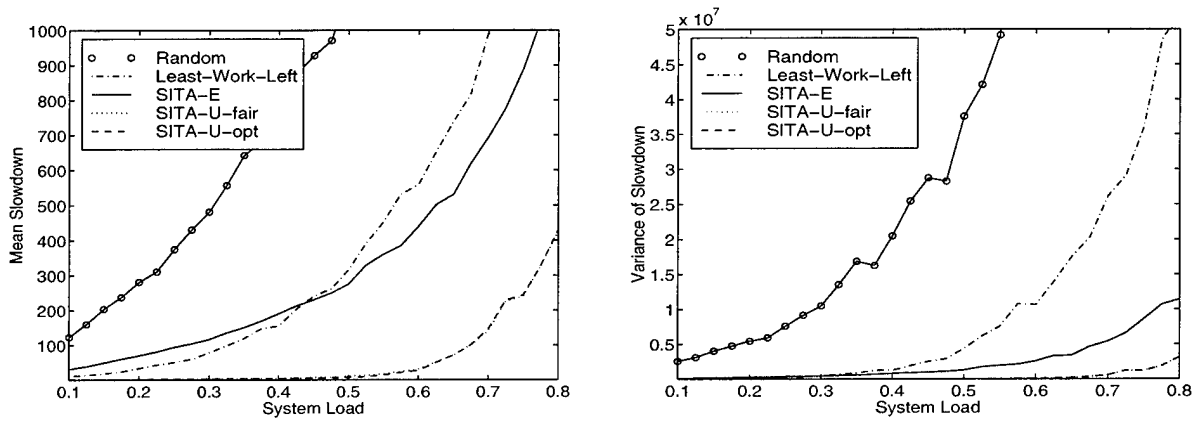 1000
900
800
700
600
500
400
300
200
100
Mean Slowdown
Random
Least-Work-Left
SITA-E
SITA-U-fair
SITA-U-opt
0.1 0.2 0.3 0.4 0.5 0.6 0.7 0.8
System Load
5 x 10^7
4.5
4
3.5
3
2.5
2
1.5
1
0.5
Variance of Slowdown
Random
Least-Work-Left
SITA-E
SITA-U-fair
SITA-U-opt
0.1 0.2 0.3 0.4 0.5 0.6 0.7 0.8
System Load